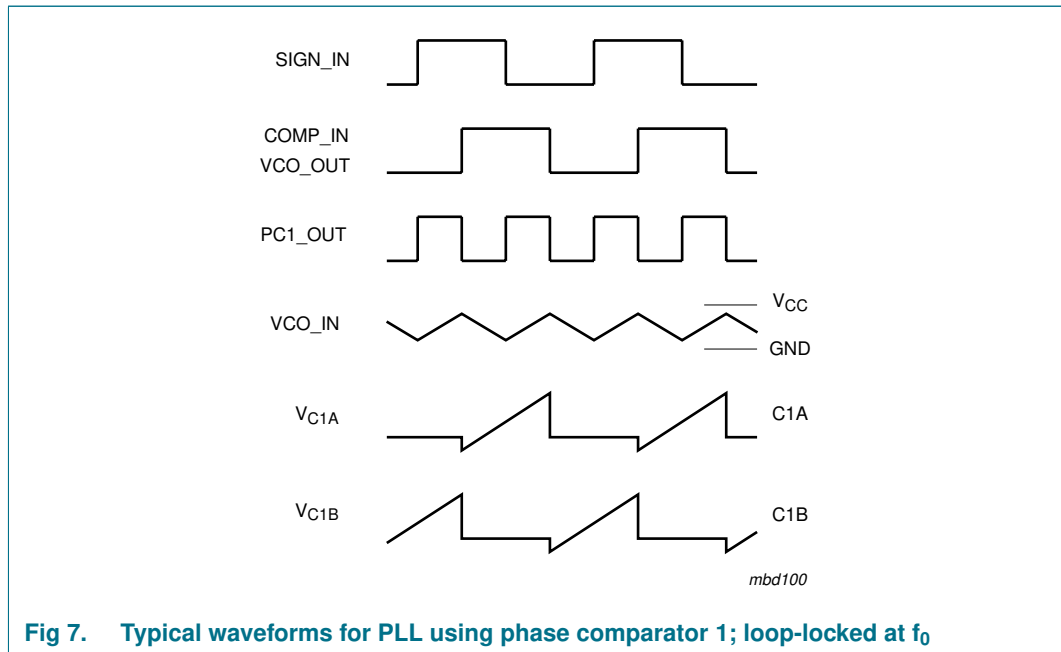 SIGN_IN
COMP_IN
VCO_OUT
PC1_OUT
VCO_IN
VCC
GND
VC1A
C1A
VC1B
C1B
mbd100
Fig 7. Typical waveforms for PLL using phase comparator 1; loop-locked at f0